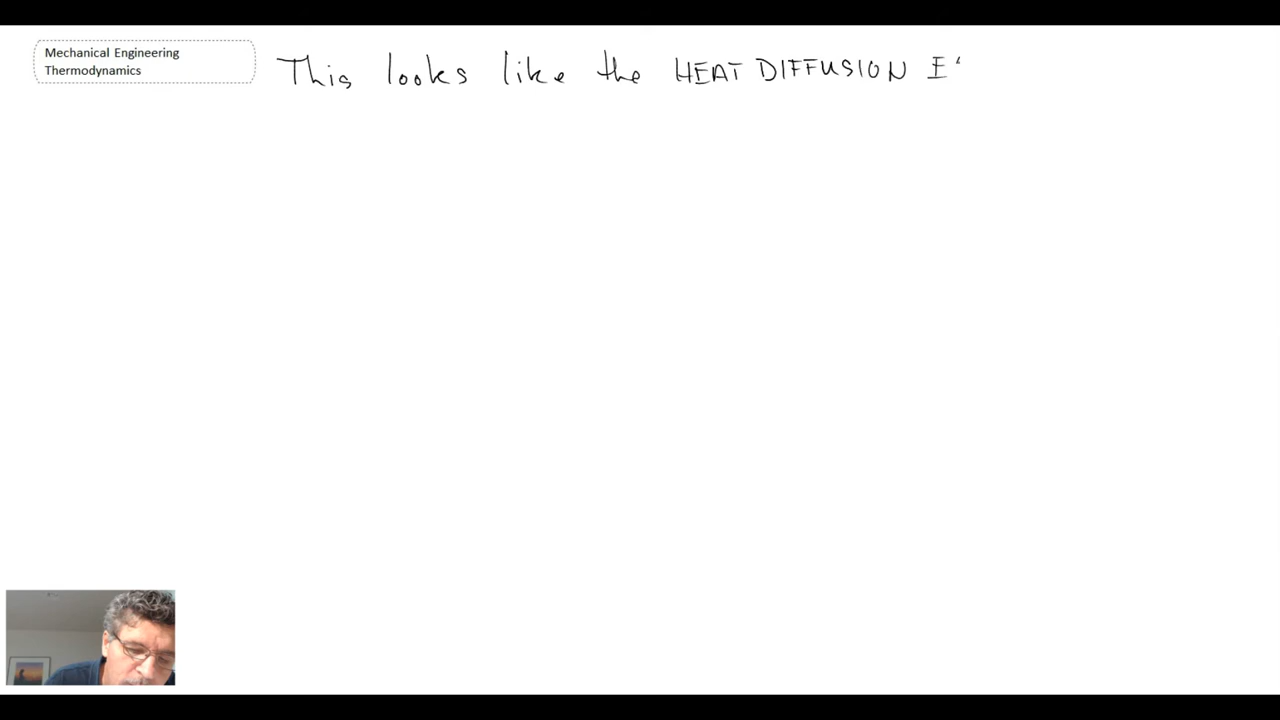 Mechanical Engineering
Thermodynamics
This looks like the HEAT DIFFUSION E